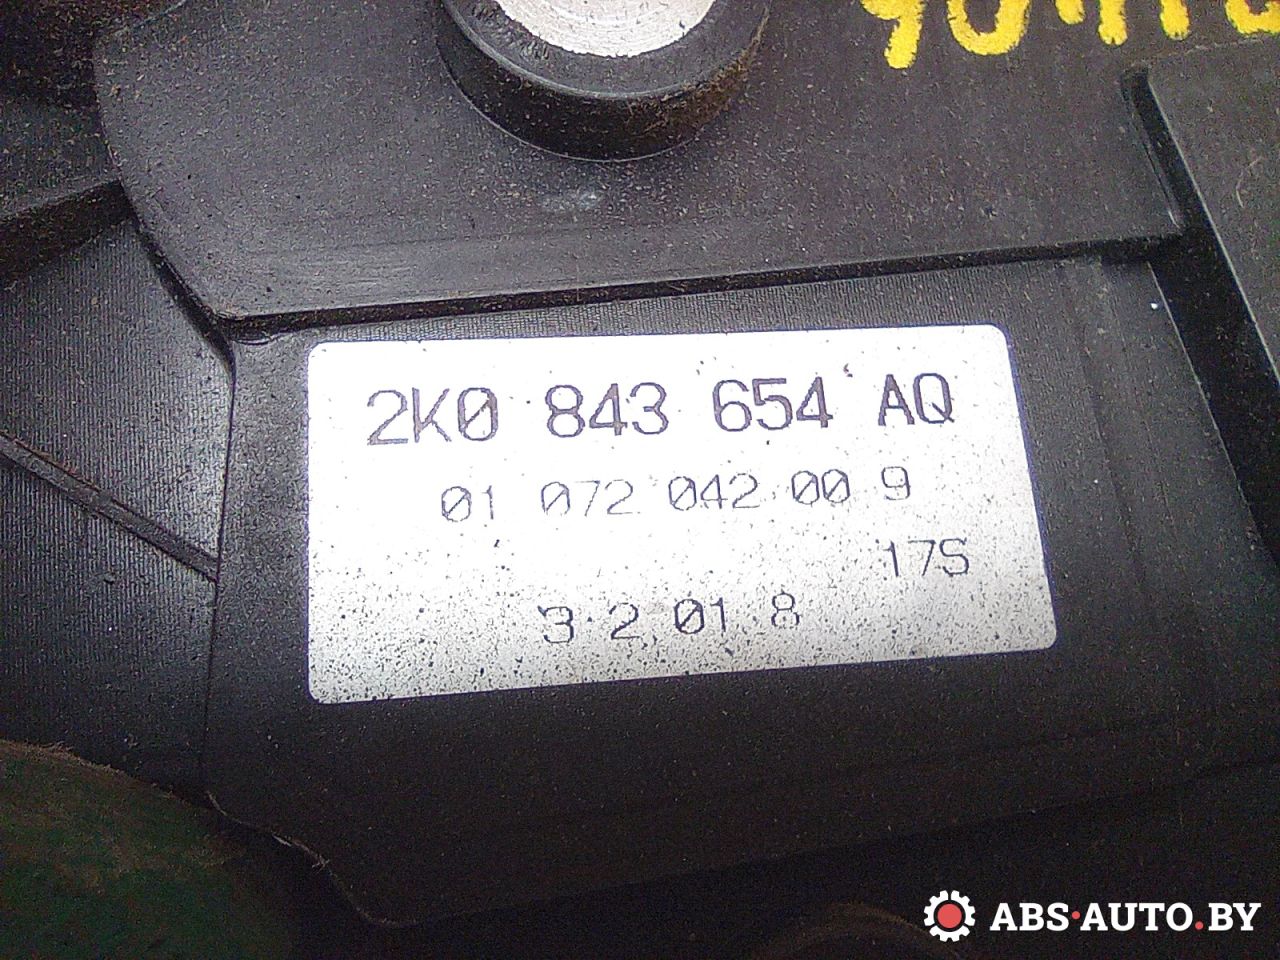 2K0 843 654 AQ
01 072 042 00 9
17S
3 2 01 8
ABS·AUTO.BY